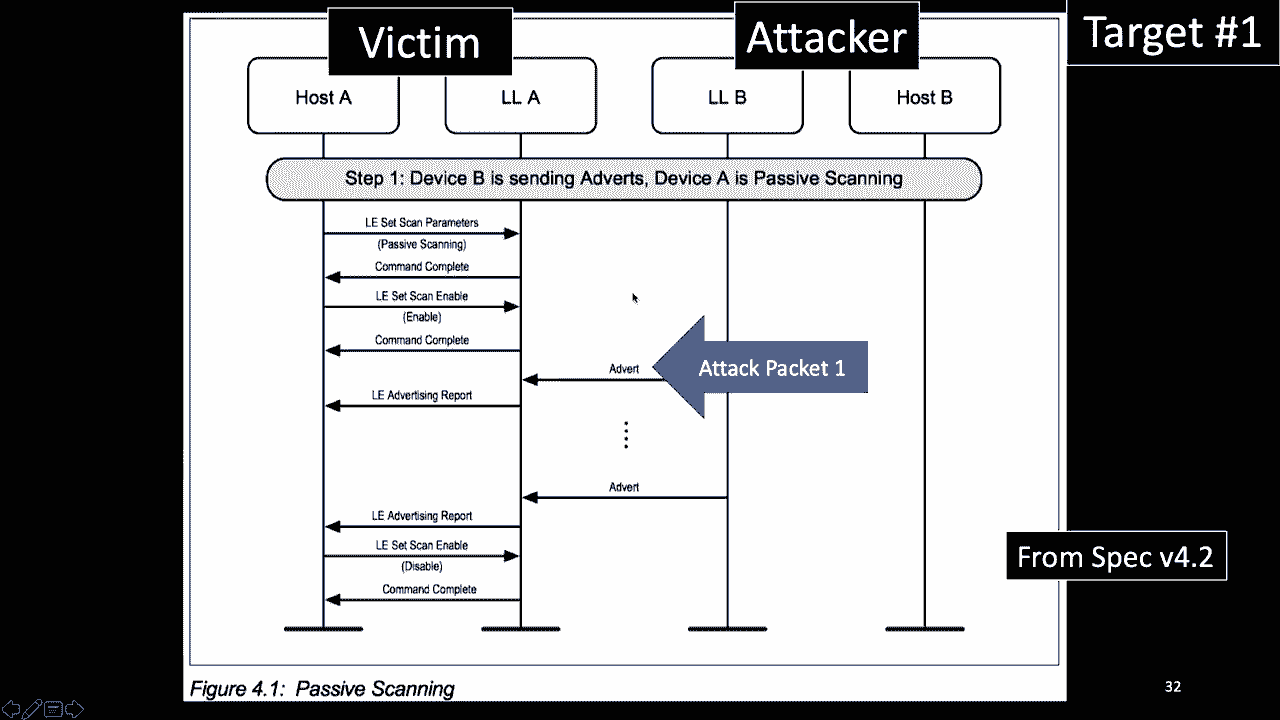 Victim
Attacker
Target #1
Host A
LL A
LL B
Host B
Step 1: Device B is sending Adverts, Device A is Passive Scanning
LE Set Scan Parameters
(Passive Scanning)
Command Complete
LE Set Scan Enable
(Enable)
Command Complete
Advert
Attack Packet 1
LE Advertising Report
Advert
LE Advertising Report
LE Set Scan Enable
(Disable)
Command Complete
From Spec v4.2
Figure 4.1: Passive Scanning
32